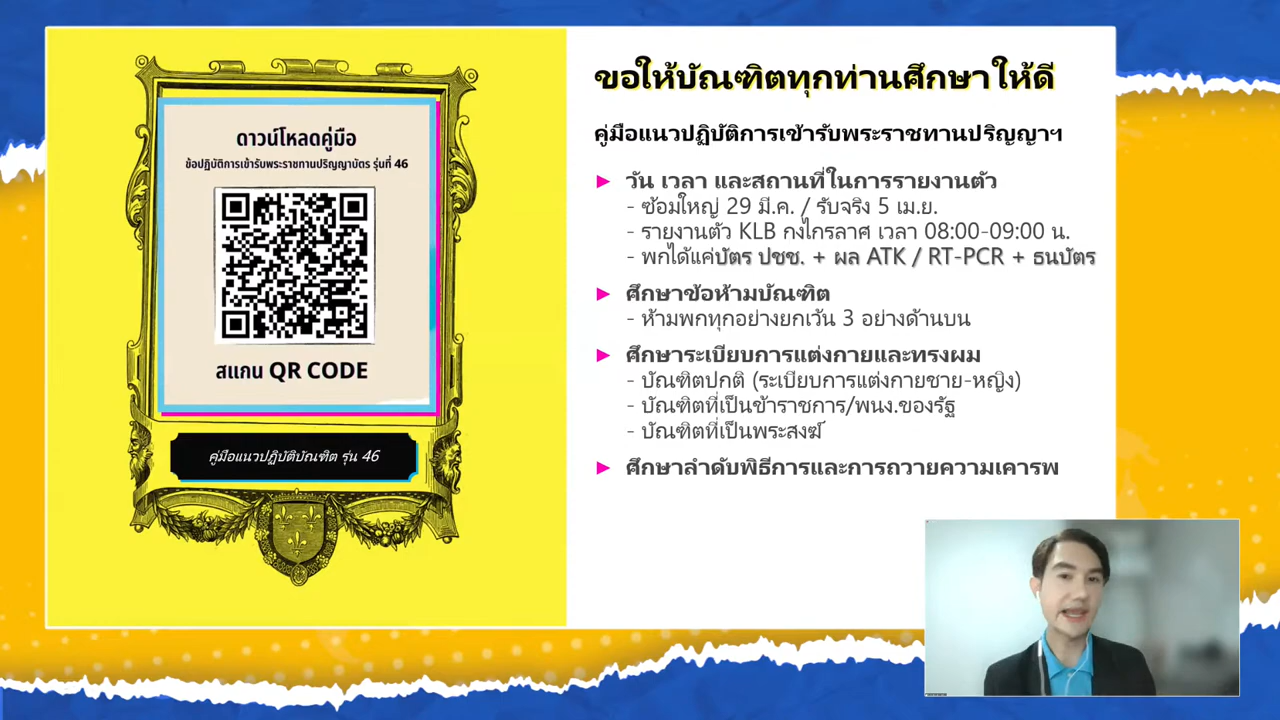 ดาวน์โหลดคู่มือ
ข้อปฏิบัติการเข้ารับพระราชทานปริญญาบัตร รุ่นที่ 46
สแกน QR CODE
คู่มือแนวปฏิบัติบัณฑิต รุ่น 46
ขอให้บัณฑิตทุกท่านศึกษาให้ดี
คู่มือแนวปฏิบัติการเข้ารับพระราชทานปริญญาฯ
► วัน เวลา และสถานที่ในการรายงานตัว
- ซ้อมใหญ่ 29 มี.ค. / รับจริง 5 เม.ย.
- รายงานตัว KLB กงไกรลาศ เวลา 08:00-09:00 น.
- พกได้แค่บัตร ปชช. + ผล ATK / RT-PCR + ธนบัตร
► ศึกษาข้อห้ามบัณฑิต
- ห้ามพกทุกอย่างยกเว้น 3 อย่างด้านบน
► ศึกษาระเบียบการแต่งกายและทรงผม
- บัณฑิตปกติ (ระเบียบการแต่งกายชาย-หญิง)
- บัณฑิตที่เป็นข้าราชการ/พนง.ของรัฐ
- บัณฑิตที่เป็นพระสงฆ์
► ศึกษาลำดับพิธีการและการถวายความเคารพ